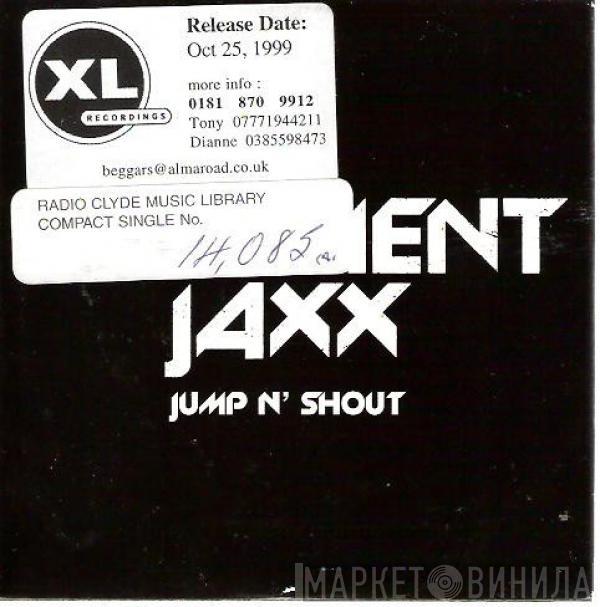 XL
RECORDINGS
Release Date:
Oct 25, 1999
more info :
0181 870 9912
Tony 07771944211
Dianne 0385598473
beggars@almaroad.co.uk
RADIO CLYDE MUSIC LIBRARY
COMPACT SINGLE No.
14,085
MENT
JAXX
JUMP N' SHOUT
МАРКЕТ ВИНИЛА